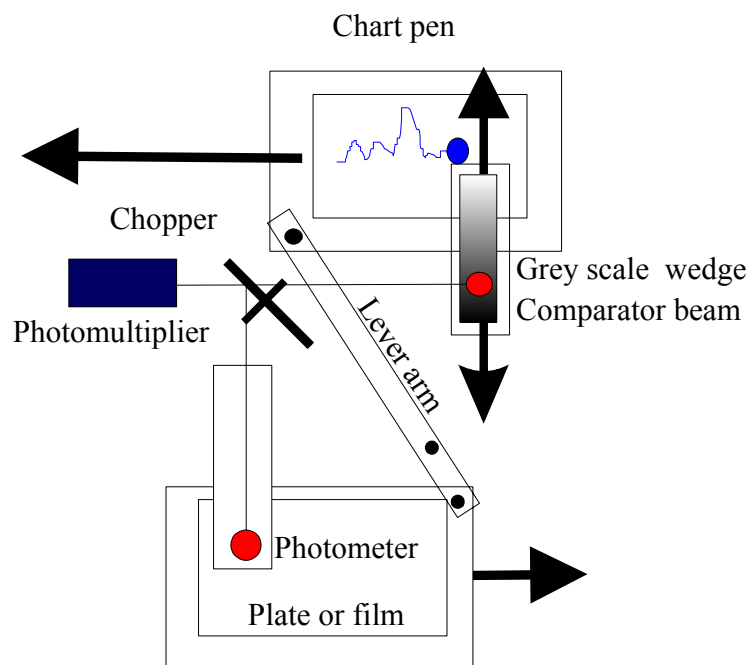 Chart pen
Chopper
Grey scale wedge
Comparator beam
Photomultiplier
Lever arm
Photometer
Plate or film